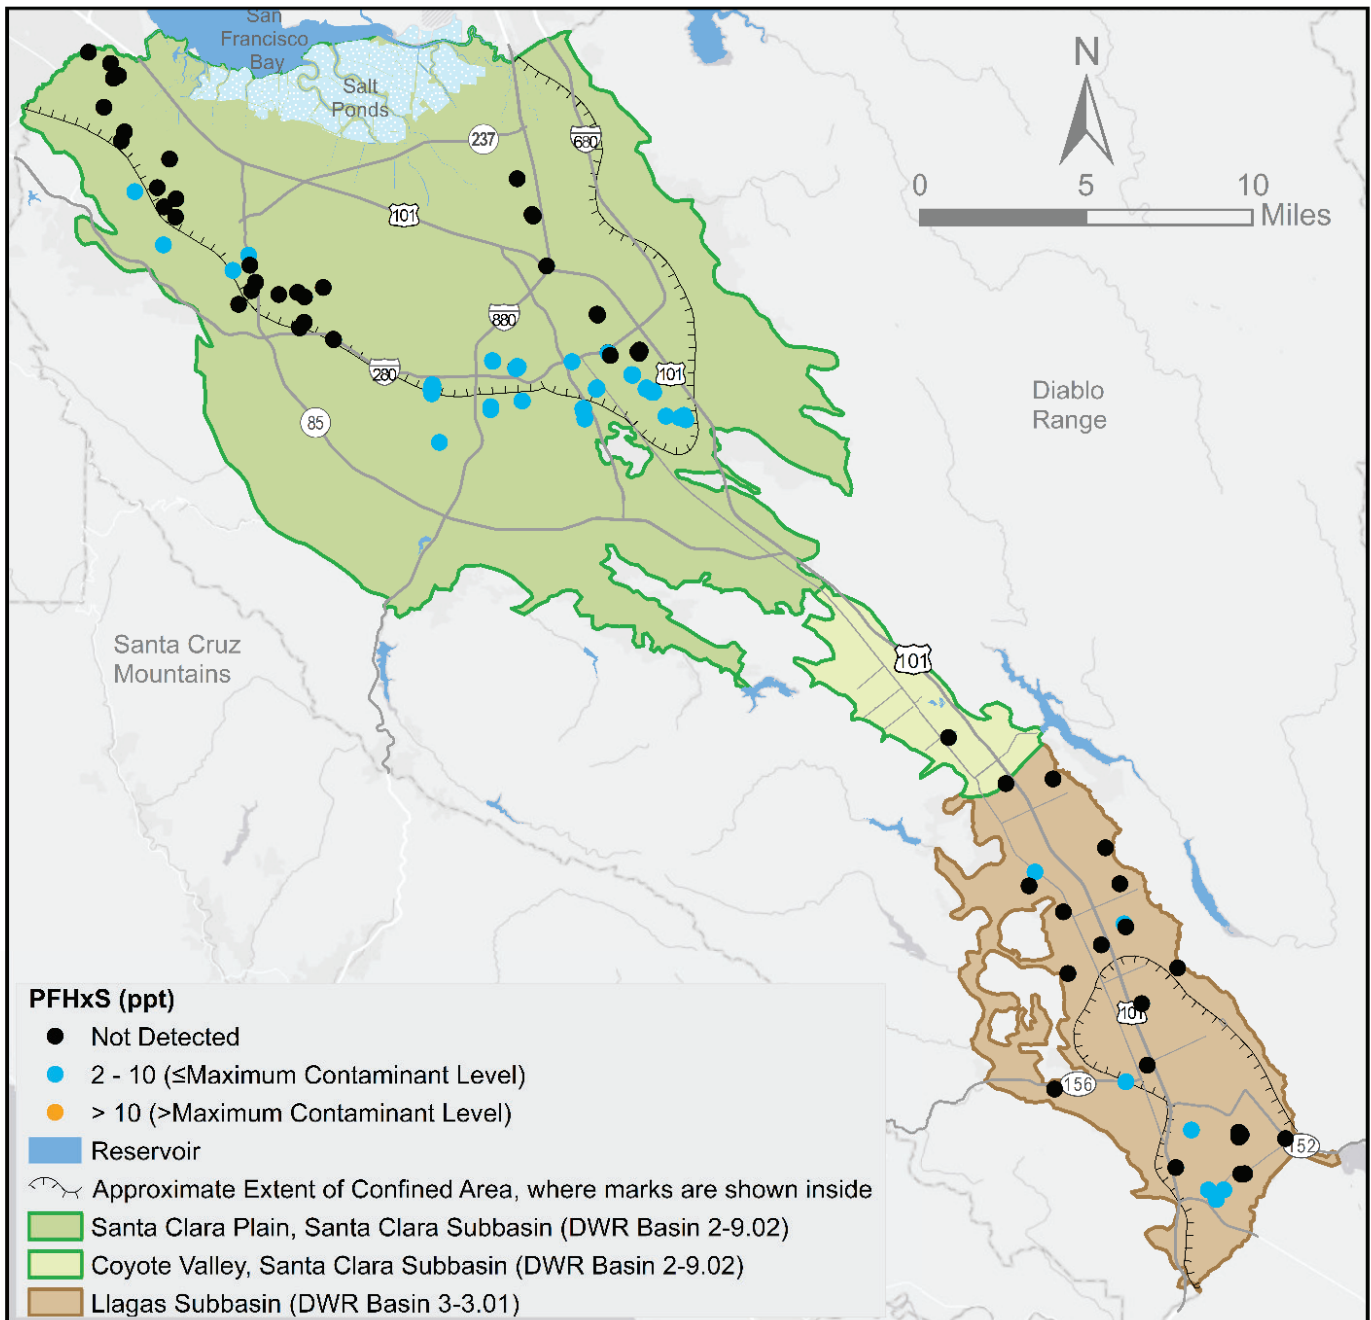 San
Francisco
Bay
Salt
Ponds
N
237
680
0 5 10
Miles
101
880
101
280
Diablo
Range
85
Santa Cruz
Mountains
101
101
156
152
PFHxS (ppt)
Not Detected
2 - 10 (≤Maximum Contaminant Level)
> 10 (>Maximum Contaminant Level)
Reservoir
Approximate Extent of Confined Area, where marks are shown inside
Santa Clara Plain, Santa Clara Subbasin (DWR Basin 2-9.02)
Coyote Valley, Santa Clara Subbasin (DWR Basin 2-9.02)
Llagas Subbasin (DWR Basin 3-3.01)